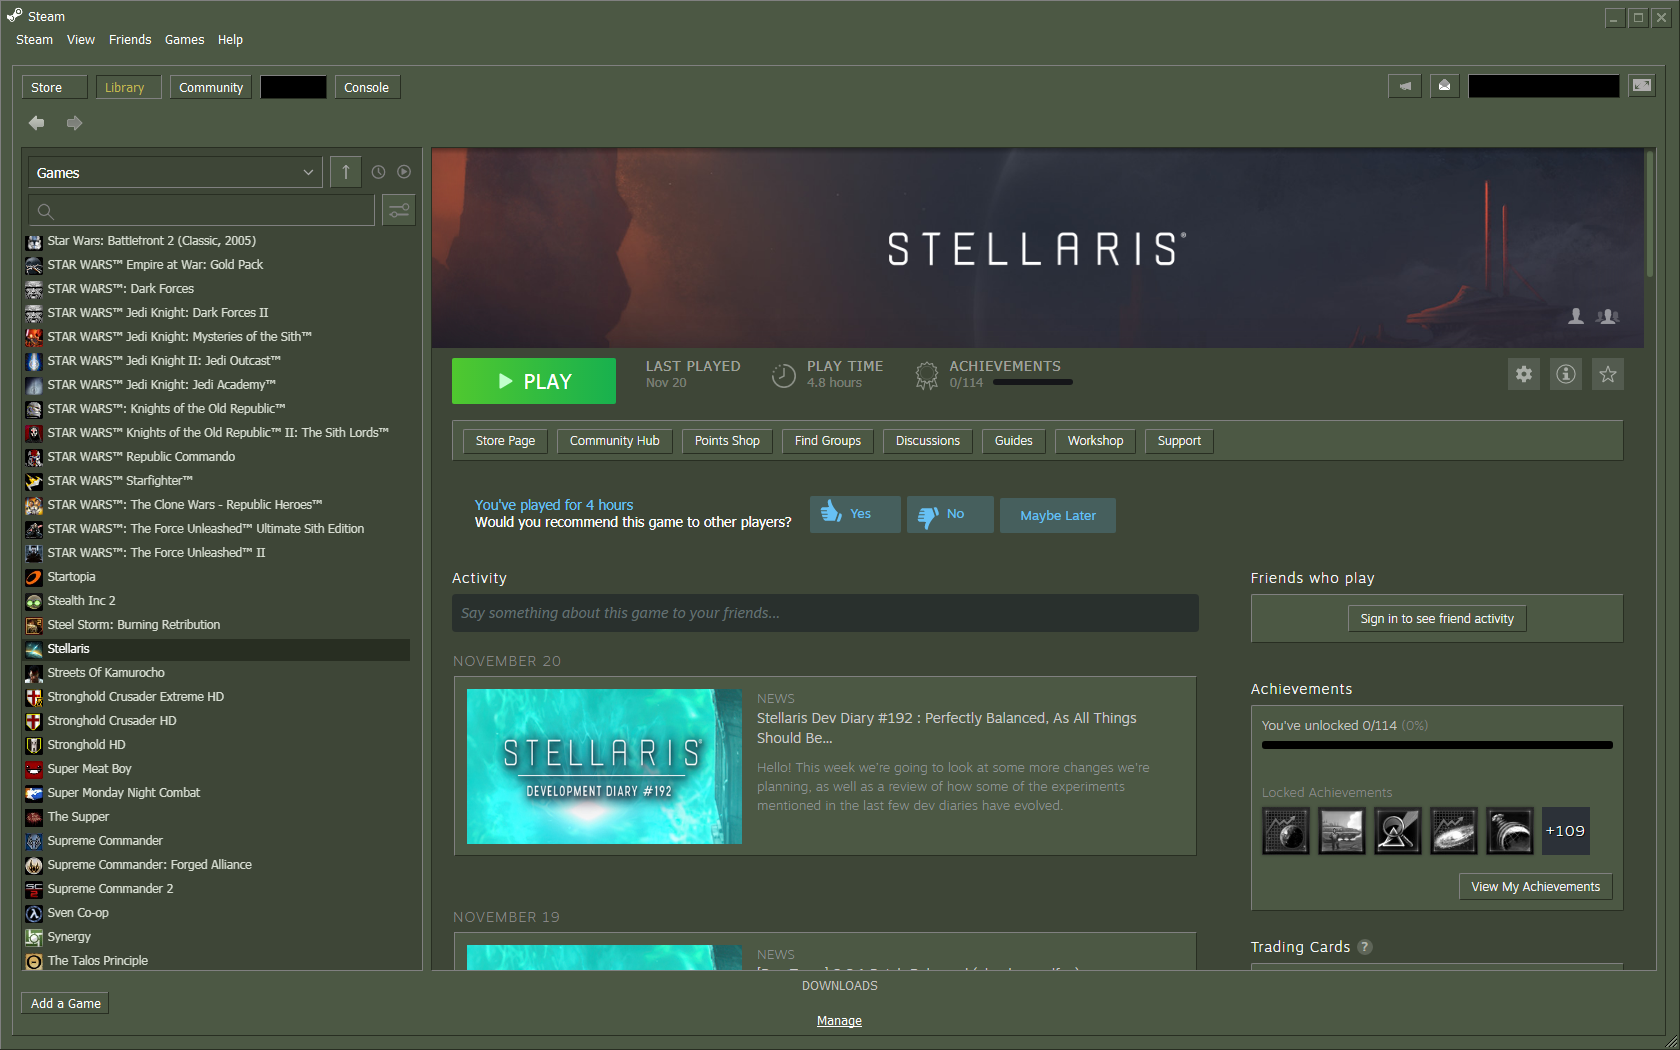 Steam
Steam View Friends Games Help
Store Library Community Console
Games
Star Wars: Battlefront 2 (Classic, 2005)
STAR WARS™ Empire at War: Gold Pack
STAR WARS™: Dark Forces
STAR WARS™ Jedi Knight: Dark Forces II
STAR WARS™ Jedi Knight: Mysteries of the Sith™
STAR WARS™ Jedi Knight II: Jedi Outcast™
STAR WARS™ Jedi Knight: Jedi Academy™
STAR WARS™: Knights of the Old Republic™
STAR WARS™ Knights of the Old Republic™ II: The Sith Lords™
STAR WARS™ Republic Commando
STAR WARS™ Starfighter™
STAR WARS™: The Clone Wars - Republic Heroes™
STAR WARS™: The Force Unleashed™ Ultimate Sith Edition
STAR WARS™: The Force Unleashed™ II
Startopia
Stealth Inc 2
Steel Storm: Burning Retribution
Stellaris
Streets Of Kamurocho
Stronghold Crusader Extreme HD
Stronghold Crusader HD
Stronghold HD
Super Meat Boy
Super Monday Night Combat
The Supper
Supreme Commander
Supreme Commander: Forged Alliance
Supreme Commander 2
Sven Co-op
Synergy
The Talos Principle
Add a Game
STELLARIS®
PLAY
LAST PLAYED
Nov 20
PLAY TIME
4.8 hours
ACHIEVEMENTS
0/114
Store Page Community Hub Points Shop Find Groups Discussions Guides Workshop Support
You've played for 4 hours
Would you recommend this game to other players?
Yes No Maybe Later
Activity
Say something about this game to your friends...
NOVEMBER 20
STELLARIS®
DEVELOPMENT DIARY #192
NEWS
Stellaris Dev Diary #192 : Perfectly Balanced, As All Things
Should Be...
Hello! This week we're going to look at some more changes we're
planning, as well as a review of how some of the experiments
mentioned in the last few dev diaries have evolved.
NOVEMBER 19
NEWS
Friends who play
Sign in to see friend activity
Achievements
You've unlocked 0/114 (0%)
Locked Achievements
+109
View My Achievements
Trading Cards ?
DOWNLOADS
Manage